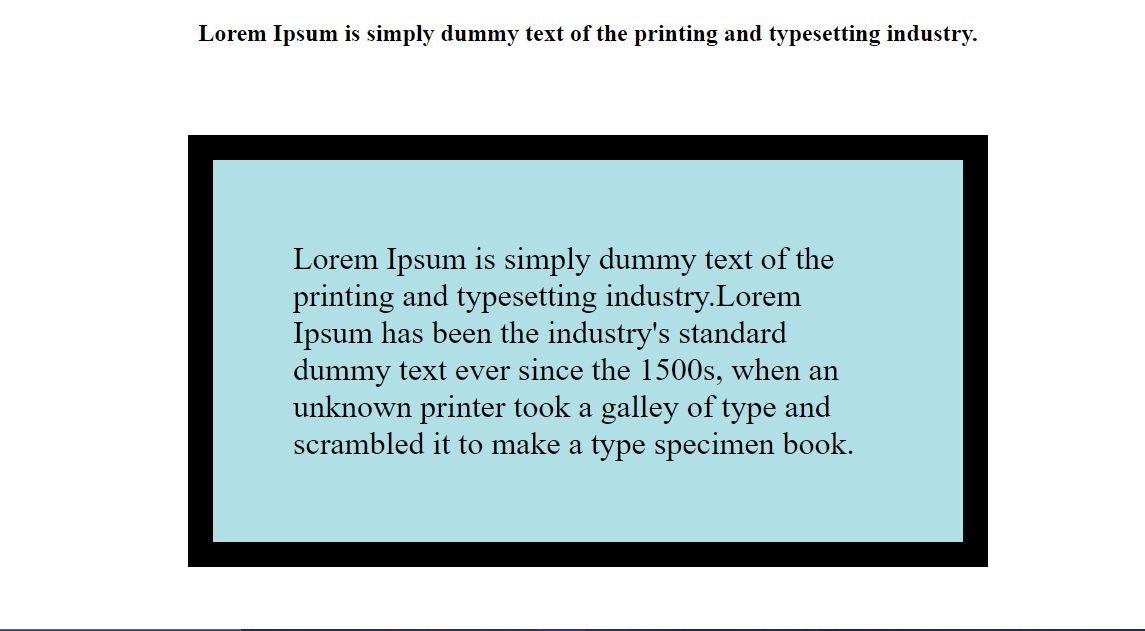 Lorem Ipsum is simply dummy text of the printing and typesetting industry.
Lorem Ipsum is simply dummy text of the
printing and typesetting industry.Lorem
Ipsum has been the industry's standard
dummy text ever since the 1500s, when an
unknown printer took a galley of type and
scrambled it to make a type specimen book.